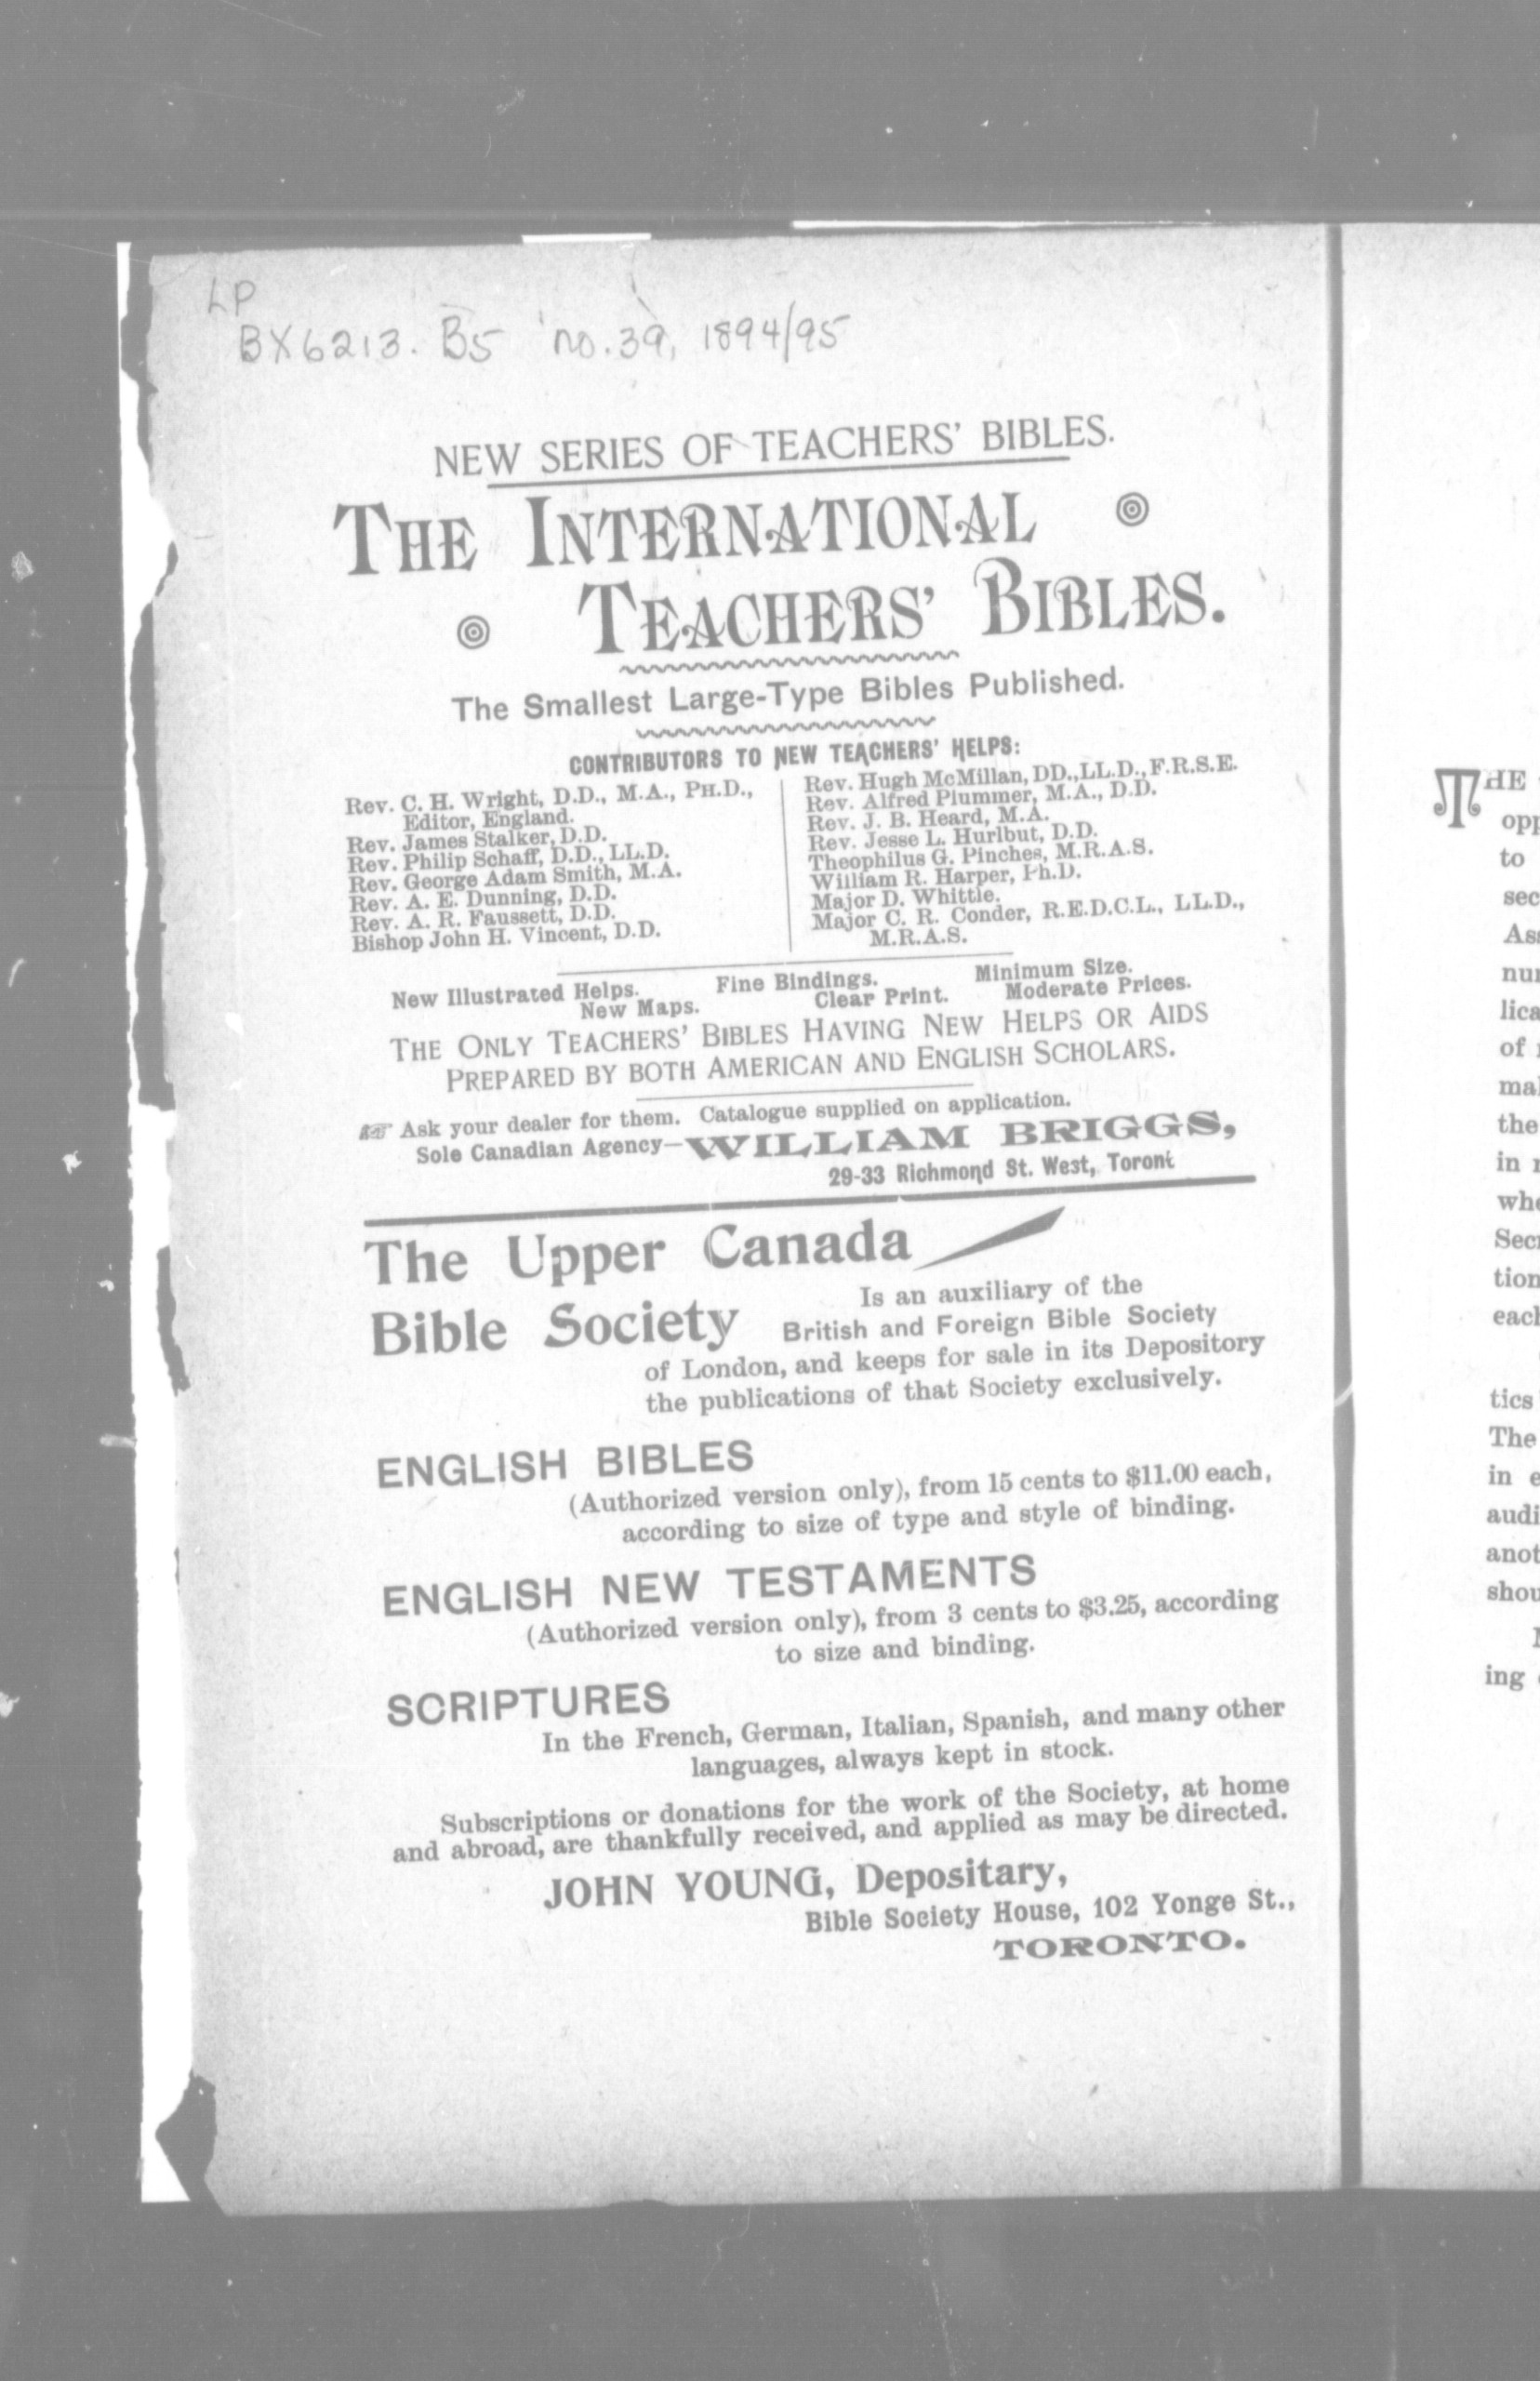 LP
BX6213. B5 no. 39, 1894/95
NEW SERIES OF TEACHERS' BIBLES.
THE INTERNATIONAL
TEACHERS' BIBLES.
The Smallest Large-Type Bibles Published.
CONTRIBUTORS TO NEW TEACHERS' HELPS:
Rev. C. H. Wright, D.D., M.A., PH.D.,
Editor, England.
Rev. James Stalker, D.D.
Rev. Philip Schaff, D.D., LL.D.
Rev. George Adam Smith, M.A.
Rev. A. E. Dunning, D.D.
Rev. A. R. Faussett, D.D.
Bishop John H. Vincent, D.D.
Rev. Hugh McMillan, DD., LL.D., F.R.S.E.
Rev. Alfred Plummer, M.A., D.D.
Rev. J. B. Heard, M.A.
Rev. Jesse L. Hurlbut, D.D.
Theophilus G. Pinches, M.R.A.S.
William R. Harper, Ph.D.
Major D. Whittle.
Major C. R. Conder, R.E.D.C.L., LL.D.,
M.R.A.S.
New Illustrated Helps. Fine Bindings. Minimum Size.
New Maps. Clear Print. Moderate Prices.
THE ONLY TEACHERS' BIBLES HAVING NEW HELPS OR AIDS
PREPARED BY BOTH AMERICAN AND ENGLISH SCHOLARS.
☞ Ask your dealer for them. Catalogue supplied on application.
Sole Canadian Agency—WILLIAM BRIGGS,
29-33 Richmond St. West, Toront
The Upper Canada
Bible Society
Is an auxiliary of the
British and Foreign Bible Society
of London, and keeps for sale in its Depository
the publications of that Society exclusively.
ENGLISH BIBLES
(Authorized version only), from 15 cents to $11.00 each,
according to size of type and style of binding.
ENGLISH NEW TESTAMENTS
(Authorized version only), from 3 cents to $3.25, according
to size and binding.
SCRIPTURES
In the French, German, Italian, Spanish, and many other
languages, always kept in stock.
Subscriptions or donations for the work of the Society, at home
and abroad, are thankfully received, and applied as may be directed.
JOHN YOUNG, Depositary,
Bible Society House, 102 Yonge St.,
TORONTO.
THE
opp
to
sec
Ass
nur
lica
of
mal
the
in
whe
Secr
tion
each
tics
The
in e
audi
anot
shou
ing